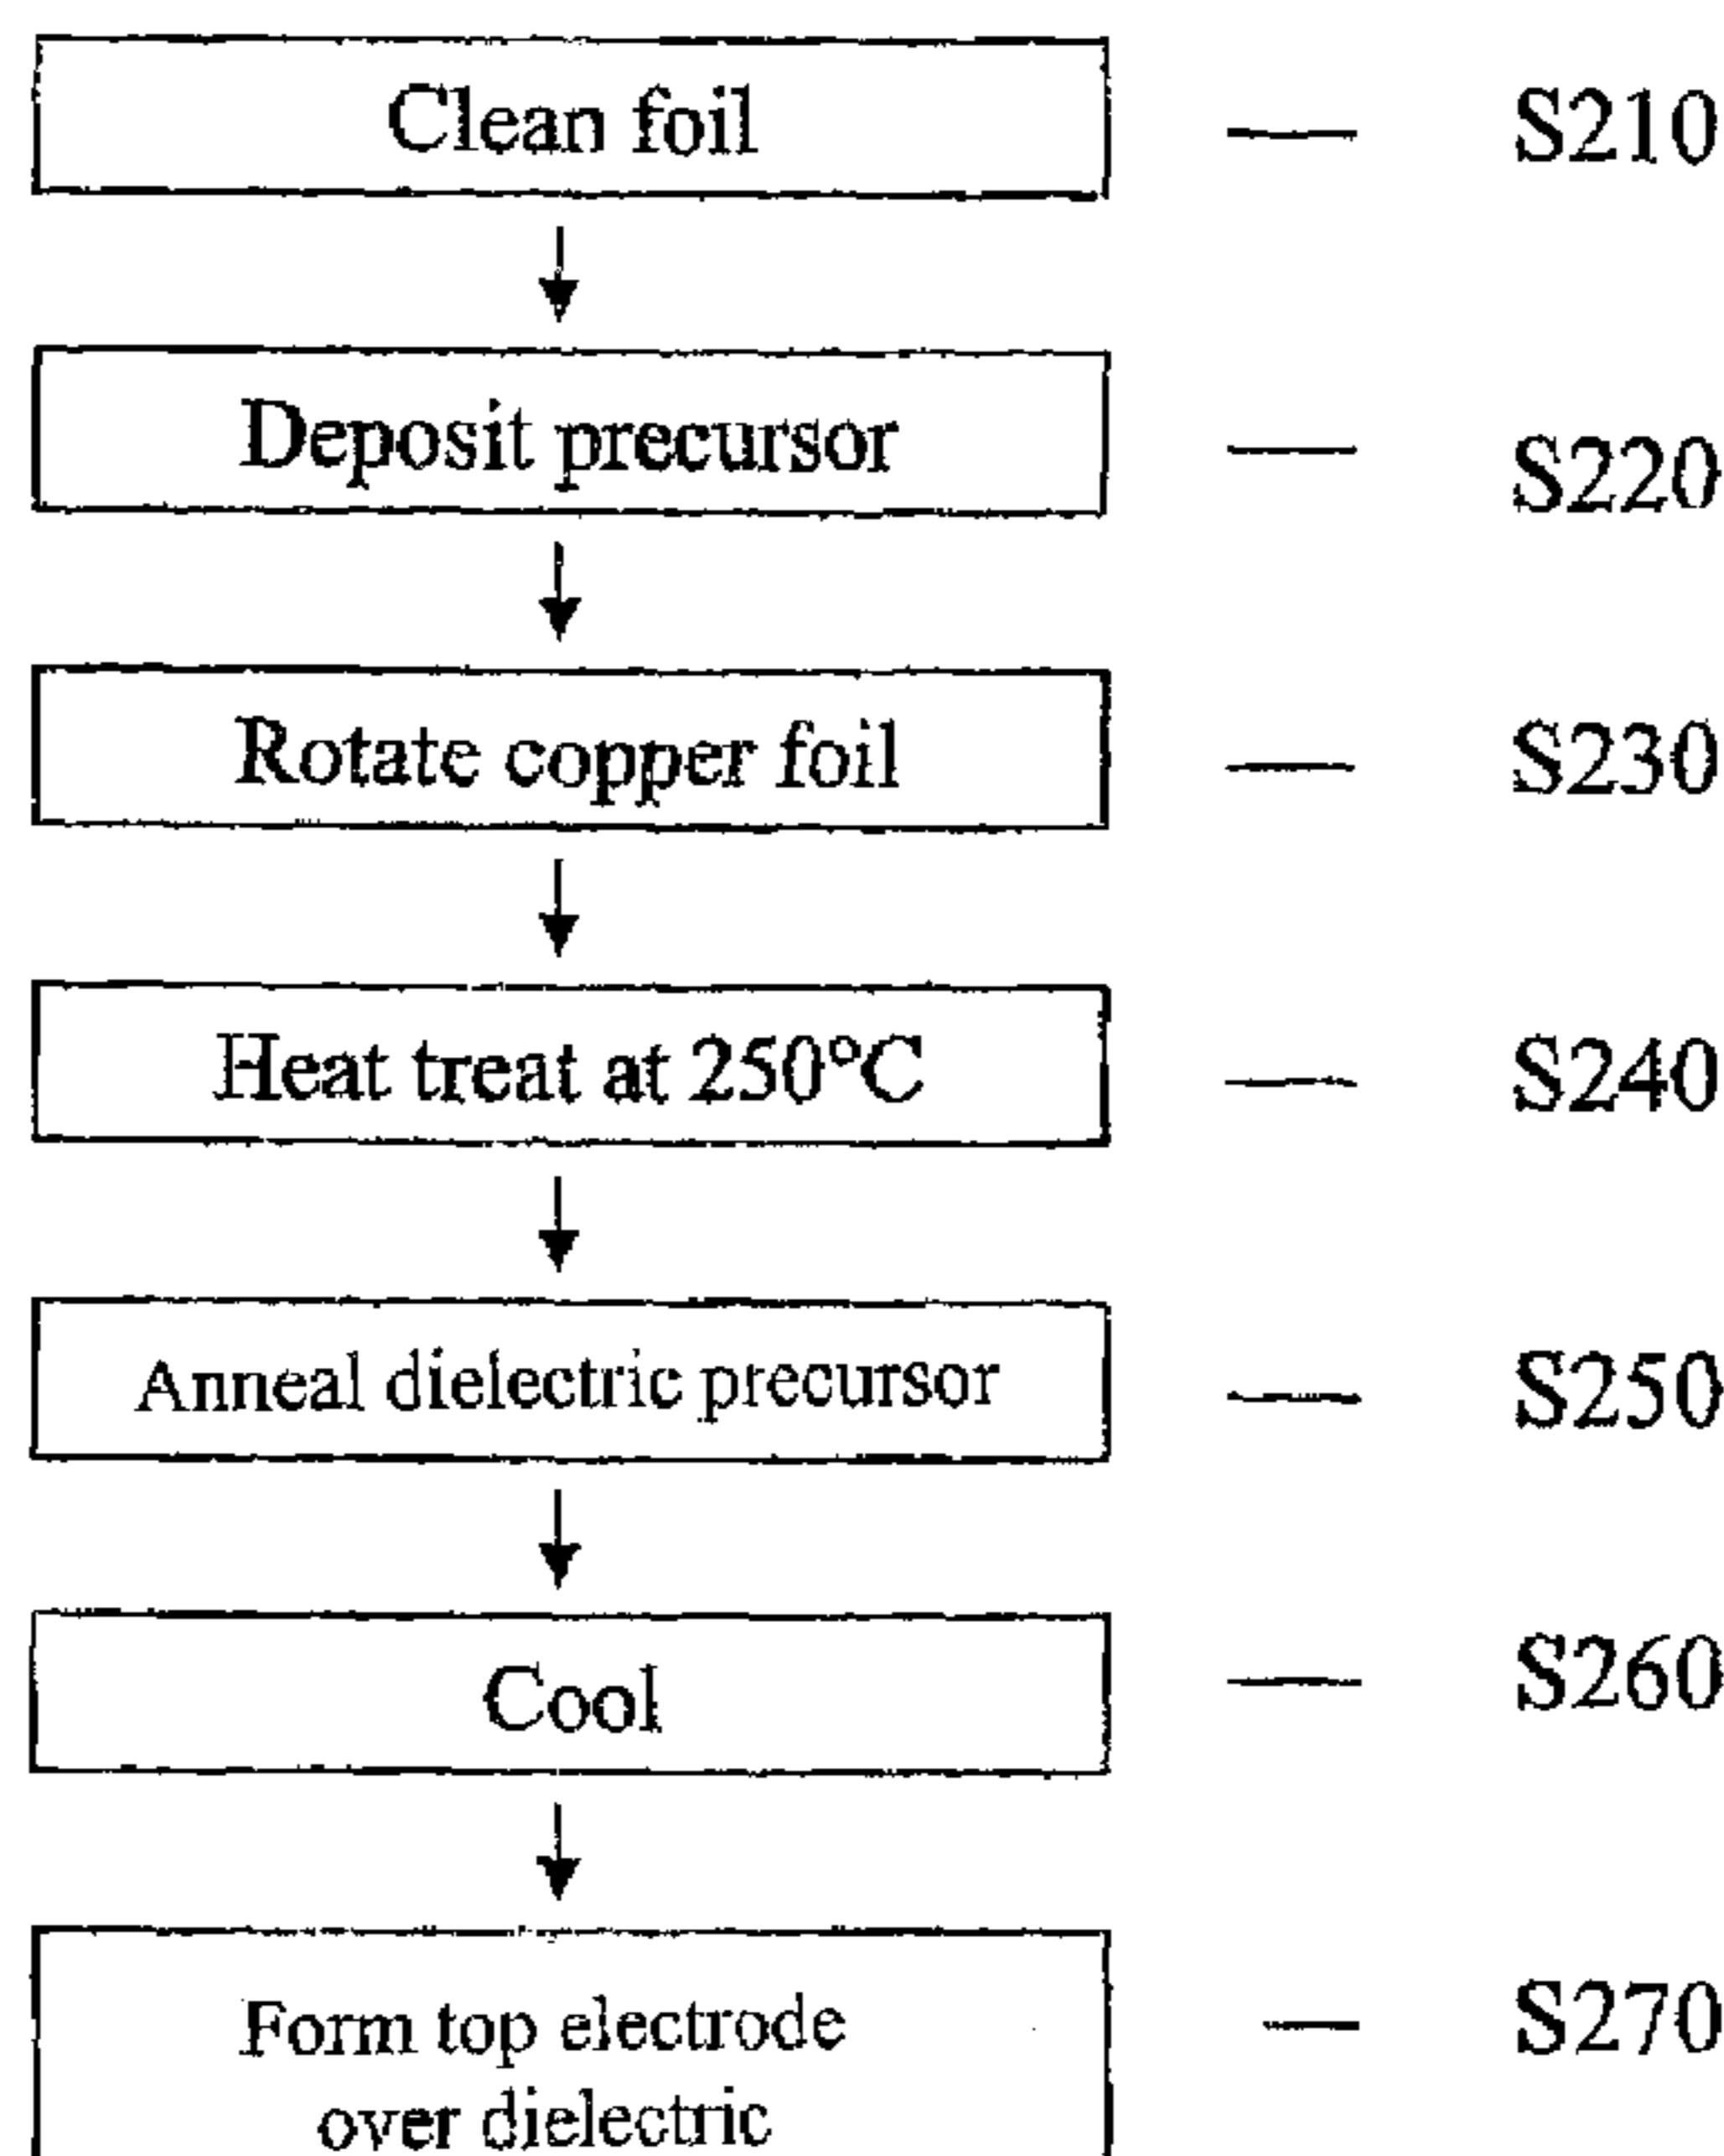 Clean foil — S210
Deposit precursor — S220
Rotate copper foil — S230
Heat treat at 250°C — S240
Anneal dielectric precursor — S250
Cool — S260
Form top electrode — S270
over dielectric